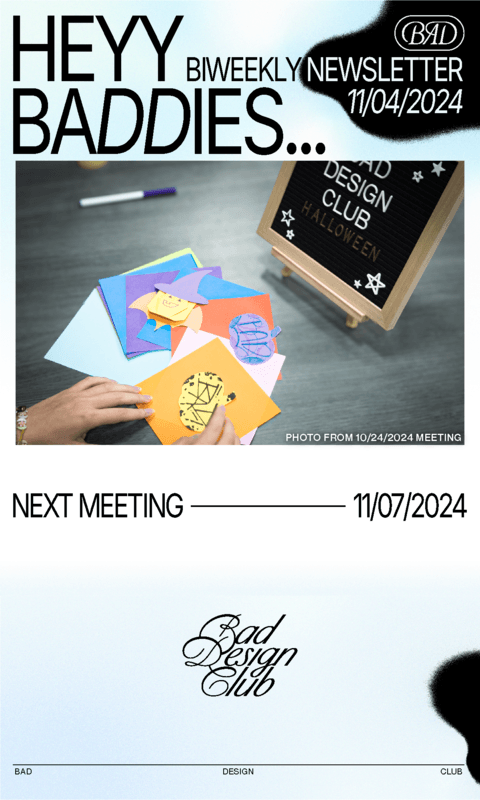 HEYY
BIWEEKLY NEWSLETTER
BAD
11/04/2024
BADDIES...
BAD
DESIGN
CLUB
HALLOWEEN
PHOTO FROM 10/24/2024 MEETING
NEXT MEETING
11/07/2024
Bad
Design
Club
BAD
DESIGN
CLUB